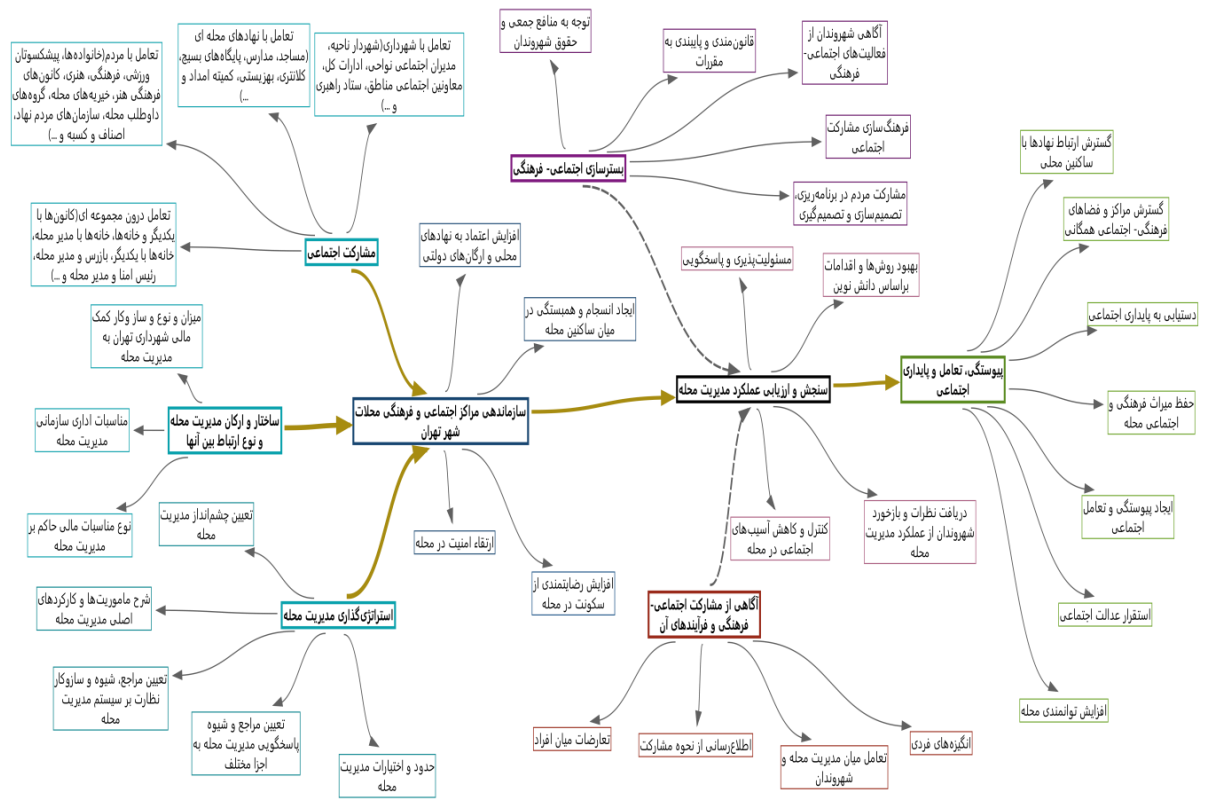 توجه به منافع جمعی و
حقوق شهروندان
قانون‌مندی و پایبندی به
مقررات
آگاهی شهروندان از
فعالیت‌های اجتماعی-
فرهنگی
فرهنگ‌سازی مشارکت
اجتماعی
مشارکت مردم در برنامه‌ریزی،
تصمیم‌سازی و تصمیم‌گیری
بسترسازی اجتماعی- فرهنگی
تعامل با شهرداری(شهردار ناحیه،
مدیران اجتماعی نواحی، ادارات کل،
معاونین اجتماعی مناطق، ستاد راهبری
و ...)
تعامل با نهادهای محله ای
(مساجد، مدارس، پایگاه‌های بسیج،
کلانتری، بهزیستی، کمیته امداد و
...)
تعامل با مردم(خانواده‌ها، پیشکسوتان
ورزشی، فرهنگی، هنری، کانون‌های
فرهنگی هنر، خیریه‌های محله، گروه‌های
داوطلب محله، سازمان‌های مردم نهاد،
اصناف و کسبه و ...)
تعامل درون مجموعه ای(کانون‌ها با
یکدیگر و خانه‌ها، خانه‌ها با مدیر محله،
خانه‌ها با یکدیگر، بازرس و مدیر محله،
رئیس امنا و مدیر محله و ...)
مشارکت اجتماعی
میزان و نوع و ساز وکار کمک
مالی شهرداری تهران به
مدیریت محله
مناسبات اداری سازمانی
مدیریت محله
نوع مناسبات مالی حاکم بر
مدیریت محله
ساختار و ارکان مدیریت محله
و نوع ارتباط بین آنها
تعیین چشم‌انداز مدیریت
محله
شرح ماموریت‌ها و کارکردهای
اصلی مدیریت محله
تعیین مراجع، شیوه و سازوکار
نظارت بر سیستم مدیریت
محله
تعیین مراجع و شیوه
پاسخگویی مدیریت محله به
اجزا مختلف
حدود و اختیارات مدیریت
محله
استراتژی‌گذاری مدیریت محله
افزایش اعتماد به نهادهای
محلی و ارگان‌های دولتی
ایجاد انسجام و همبستگی در
میان ساکنین محله
سازماندهی مراکز اجتماعی و فرهنگی محلات
شهر تهران
ارتقاء امنیت در محله
افزایش رضایتمندی از
سکونت در محله
مسئولیت‌پذیری و پاسخگویی
بهبود روش‌ها و اقدامات
براساس دانش نوین
سنجش و ارزیابی عملکرد مدیریت محله
کنترل و کاهش آسیب‌های
اجتماعی در محله
دریافت نظرات و بازخورد
شهروندان از عملکرد مدیریت
محله
آگاهی از مشارکت اجتماعی-
فرهنگی و فرآیندهای آن
تعارضات میان افراد
اطلاع‌رسانی از نحوه مشارکت
تعامل میان مدیریت محله و
شهروندان
انگیزه‌های فردی
گسترش ارتباط نهادها با
ساکنین محلی
گسترش مراکز و فضاهای
فرهنگی- اجتماعی همگانی
دستیابی به پایداری اجتماعی
پیوستگی، تعامل و پایداری
اجتماعی
حفظ میراث فرهنگی و
اجتماعی محله
ایجاد پیوستگی و تعامل
اجتماعی
استقرار عدالت اجتماعی
افزایش توانمندی محله